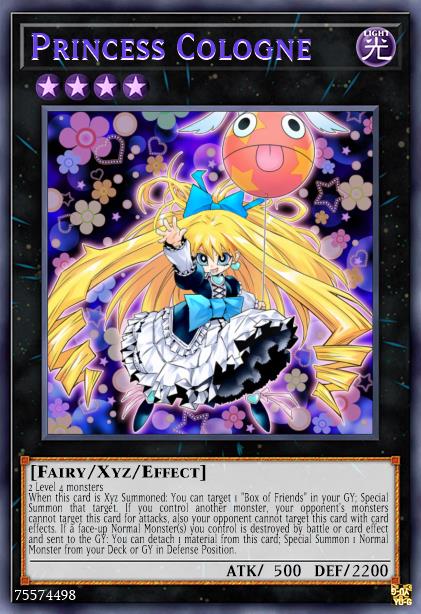 Princess Cologne
LIGHT
光
[Fairy/Xyz/Effect]
2 Level 4 monsters
When this card is Xyz Summoned: You can target 1 "Box of Friends" in your GY; Special
Summon that target. If you control another monster, your opponent's monsters
cannot target this card for attacks, also your opponent cannot target this card with card
effects. If a face-up Normal Monster(s) you control is destroyed by battle or card effect
and sent to the GY: You can detach 1 material from this card; Special Summon 1 Normal
Monster from your Deck or GY in Defense Position.
ATK/ 500 DEF/2200
75574498